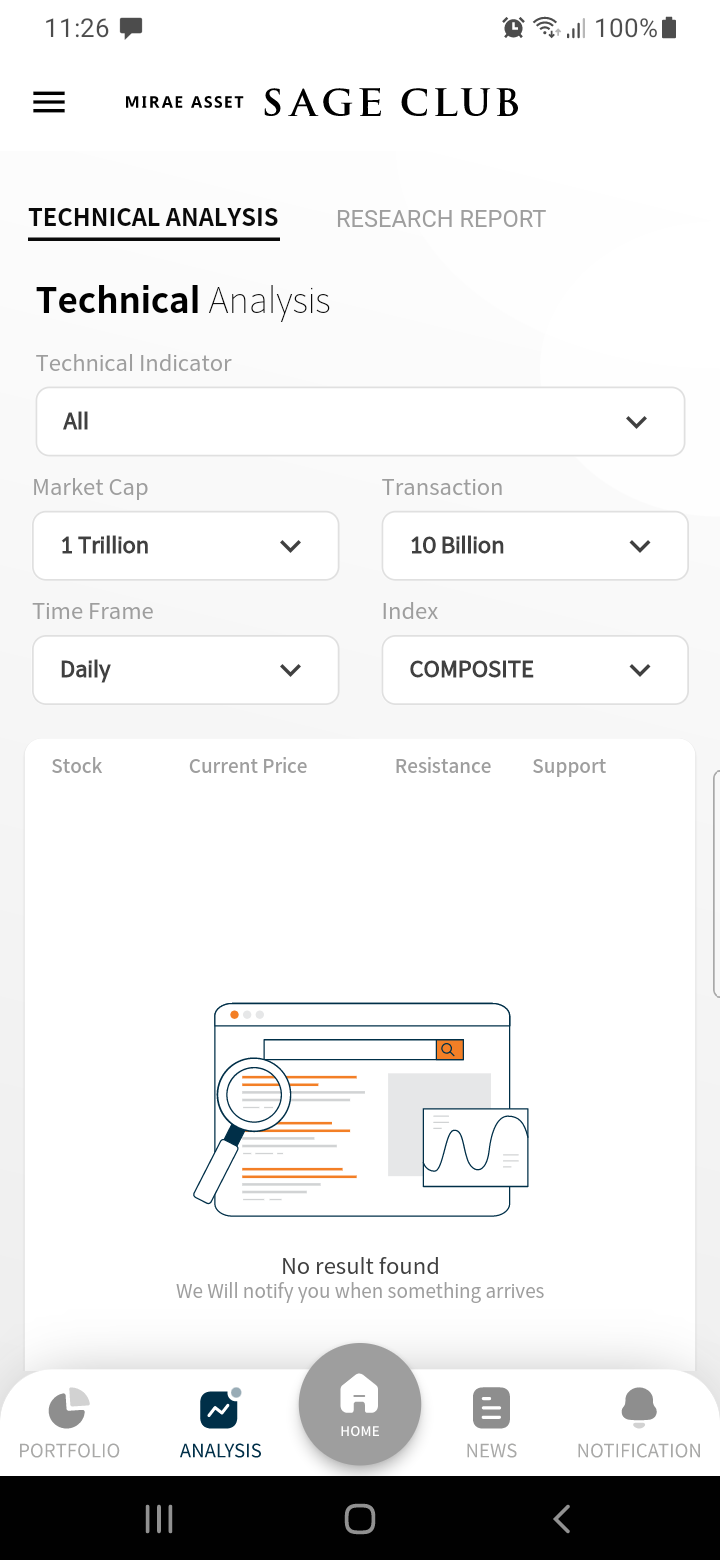 11:26 100%
MIRAE ASSET SAGE CLUB
TECHNICAL ANALYSIS RESEARCH REPORT
Technical Analysis
Technical Indicator
All
Market Cap Transaction
1 Trillion 10 Billion
Time Frame Index
Daily COMPOSITE
Stock Current Price Resistance Support
No result found
We Will notify you when something arrives
PORTFOLIO ANALYSIS HOME NEWS NOTIFICATION